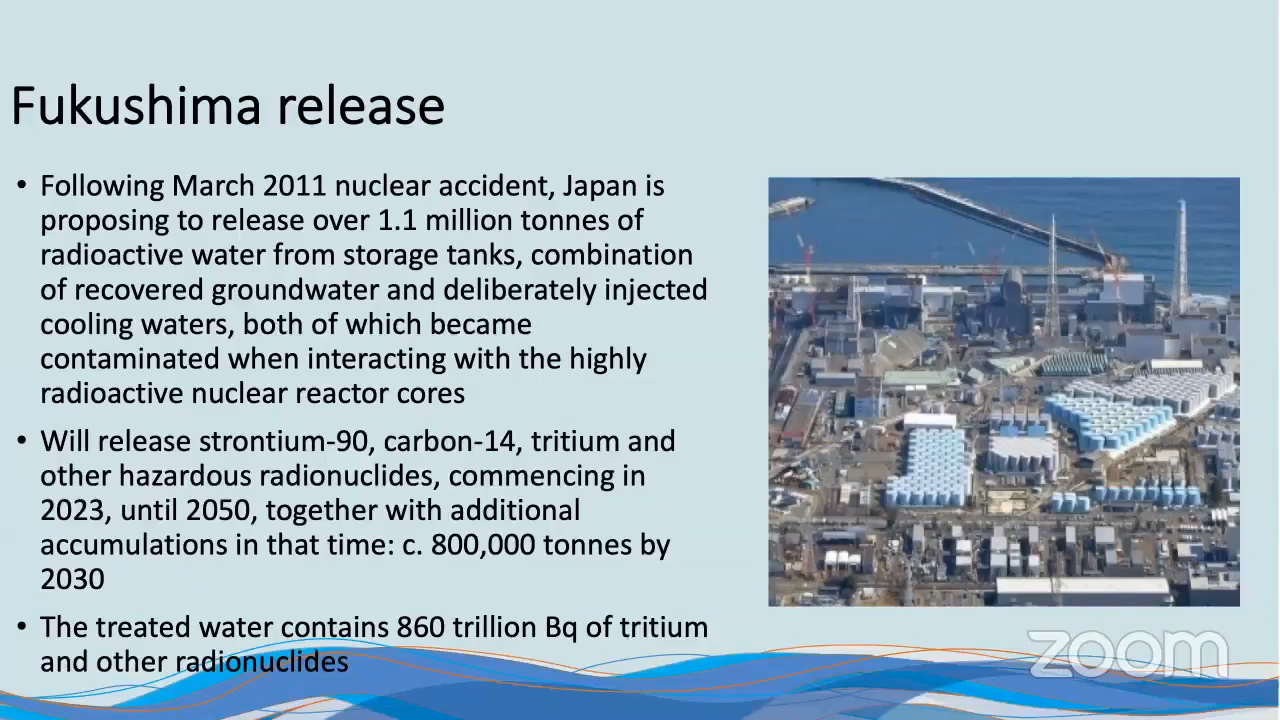 Fukushima release
• Following March 2011 nuclear accident, Japan is
proposing to release over 1.1 million tonnes of
radioactive water from storage tanks, combination
of recovered groundwater and deliberately injected
cooling waters, both of which became
contaminated when interacting with the highly
radioactive nuclear reactor cores
• Will release strontium-90, carbon-14, tritium and
other hazardous radionuclides, commencing in
2023, until 2050, together with additional
accumulations in that time: c. 800,000 tonnes by
2030
• The treated water contains 860 trillion Bq of tritium
and other radionuclides
zoom